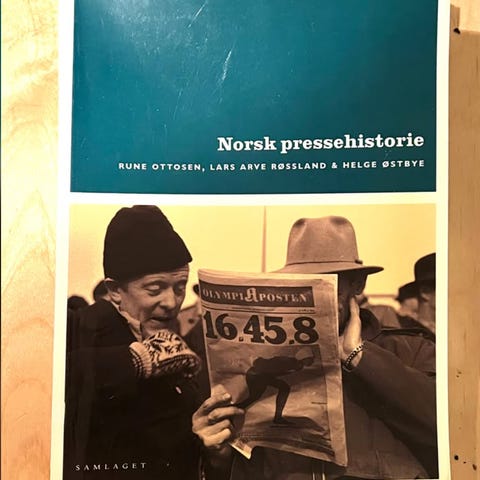 Norsk pressehistorie
RUNE OTTOSEN, LARS ARVE RØSSLAND & HELGE ØSTBYE
OLYMPIAPOSTEN
16.45.8
SAMLAGET